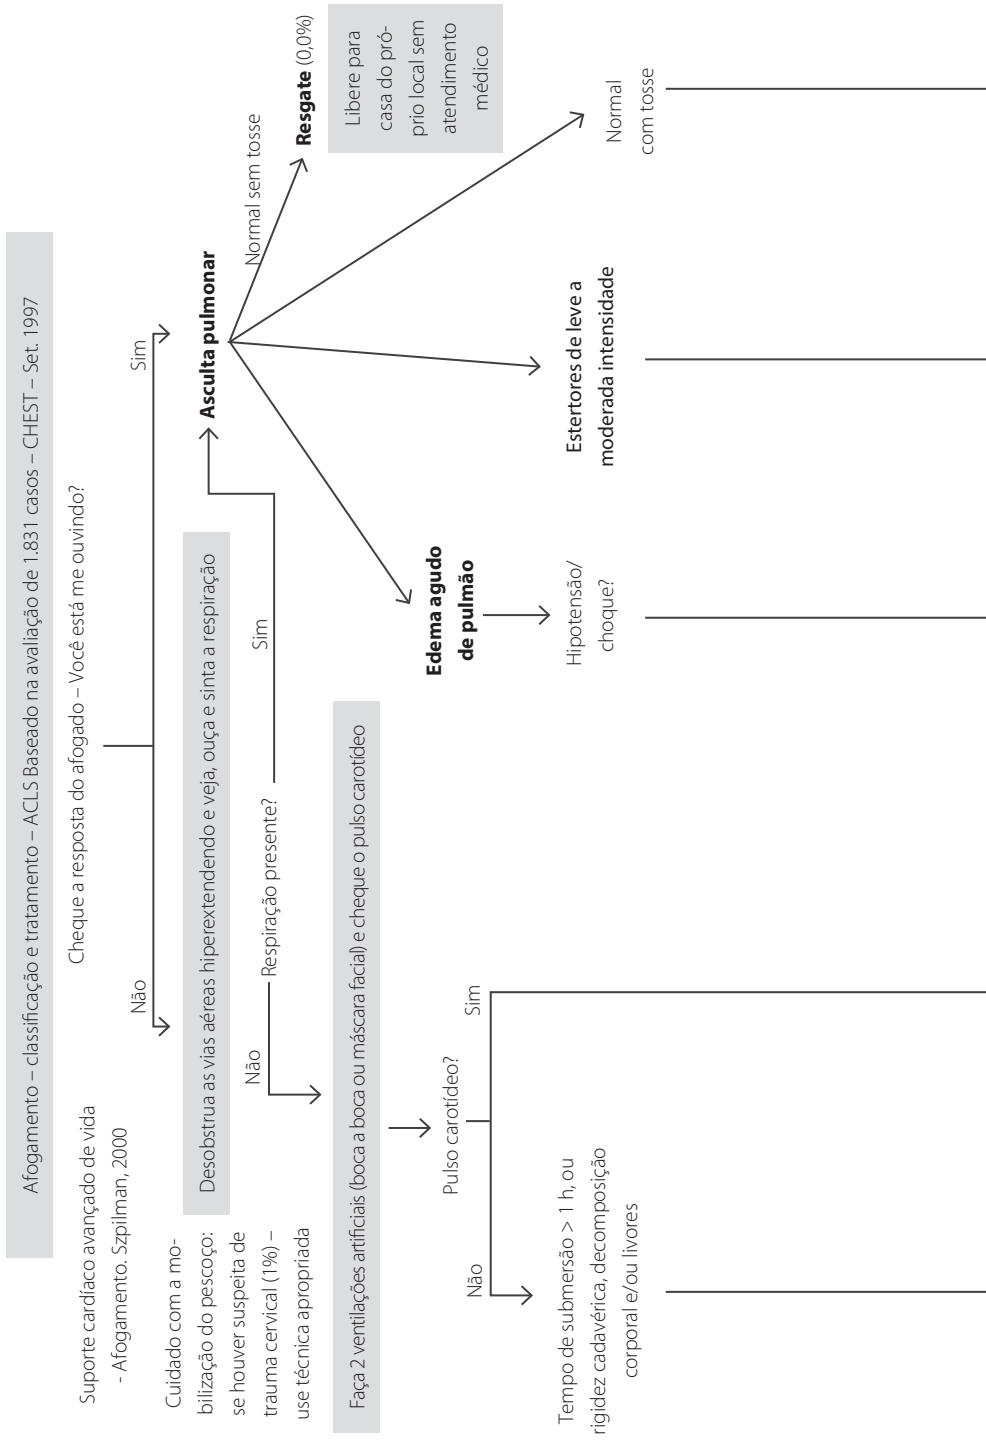 Afogamento – classificação e tratamento – ACLS Baseado na avaliação de 1.831 casos – CHEST – Set. 1997
Suporte cardíaco avançado de vida
- Afogamento. Szpilman, 2000
Cheque a resposta do afogado – Você está me ouvindo?
Não
Sim
Cuidado com a mo-
bilização do pescoço:
se houver suspeita de
trauma cervical (1%) –
use técnica apropriada
Desobstrua as vias aéreas hiperextendendo e veja, ouça e sinta a respiração
Asculta pulmonar
Não
Respiração presente?
Sim
Normal sem tosse
Resgate (0,0%)
Libere para
casa do pró-
prio local sem
atendimento
médico
Faça 2 ventilações artificiais (boca a boca ou máscara facial) e cheque o pulso carotídeo
Edema agudo
de pulmão
Pulso carotídeo?
Não
Sim
Tempo de submersão > 1 h, ou
rigidez cadavérica, decomposição
corporal e/ou livores
Hipotensão/
choque?
Estertores de leve a
moderada intensidade
Normal
com tosse